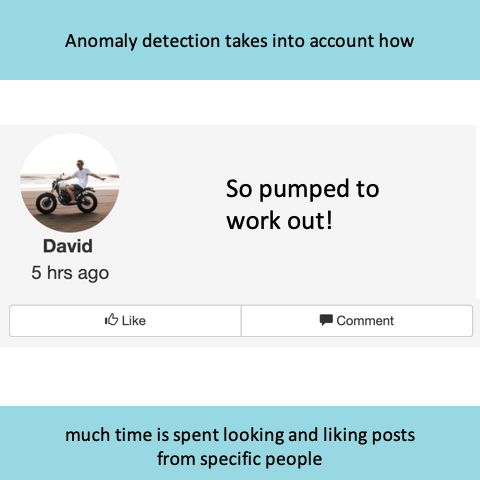 Anomaly detection takes into account how
So pumped to
work out!
David
5 hrs ago
Like
Comment
much time is spent looking and liking posts
from specific people